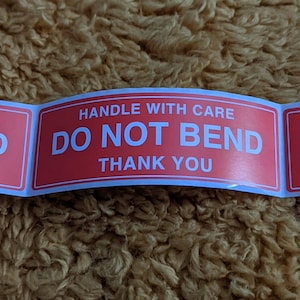 HANDLE WITH CARE
DO NOT BEND
THANK YOU